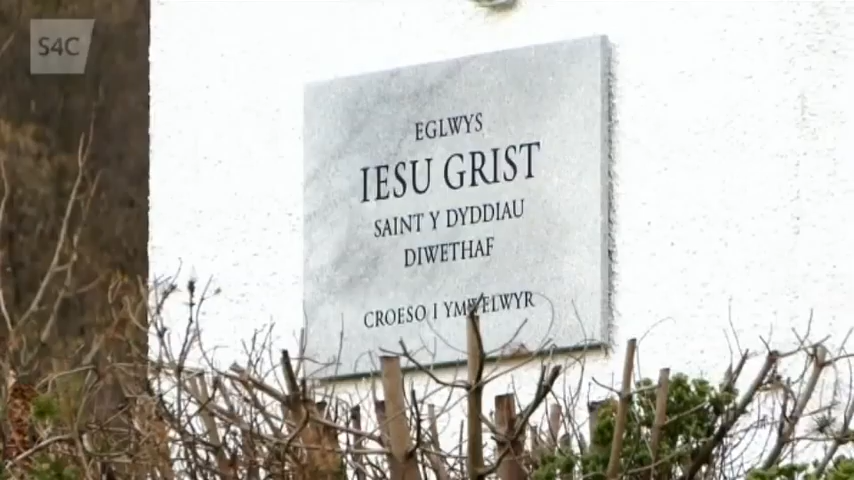 S4C
EGLWYS
IESU GRIST
SAINT Y DYDDIAU
DIWETHAF
CROESO I YMWELWYR